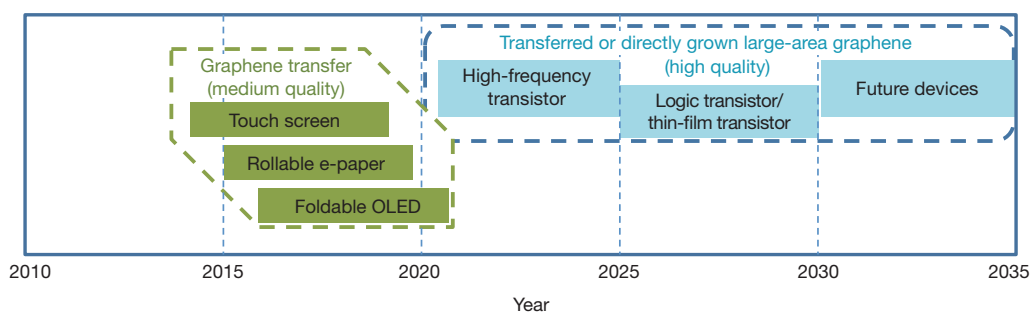 Transferred or directly grown large-area graphene
(high quality)
Graphene transfer
(medium quality)
High-frequency
transistor
Logic transistor/
thin-film transistor
Future devices
Touch screen
Rollable e-paper
Foldable OLED
2010
2015
2020
2025
2030
2035
Year